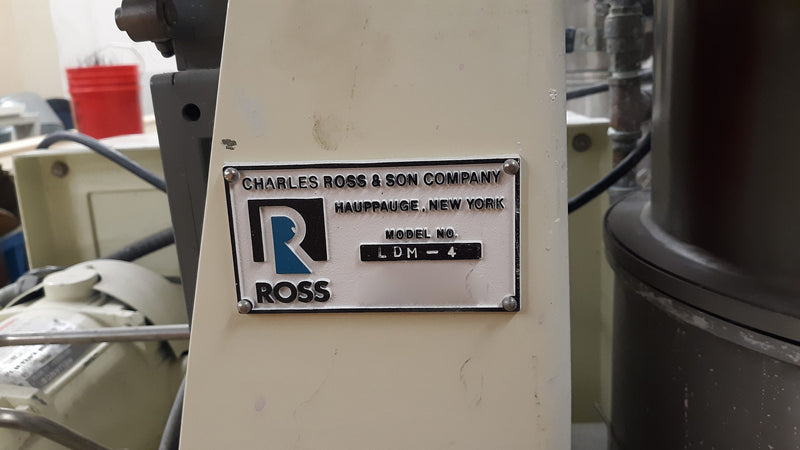 CHARLES ROSS & SON COMPANY
HAUPPAUGE, NEW YORK
MODEL NO.
LDM-4
R
ROSS